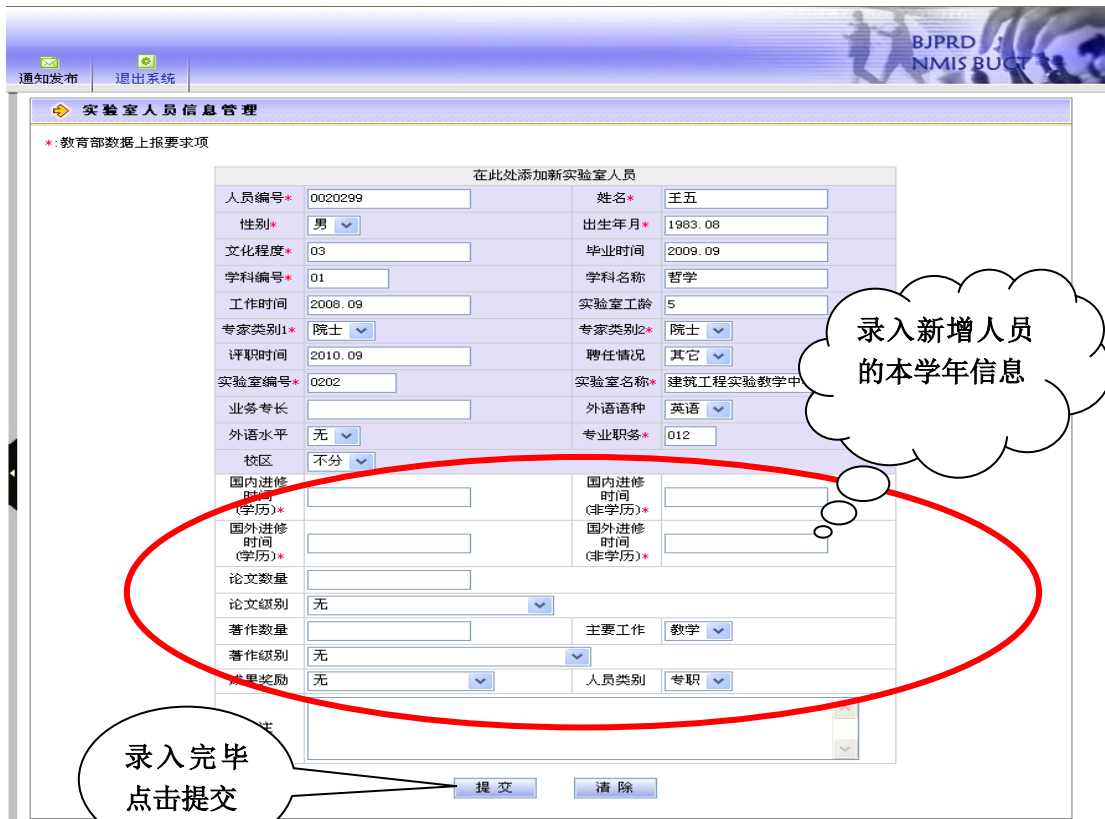 BJPRD
NMIS BUCT
通知发布 退出系统
实验室人员信息管理
*:教育部数据上报要求项
在此处添加新实验室人员
人员编号* 0020299 姓名* 王五
性别* 男 出生年月* 1983.08
文化程度* 03 毕业时间 2009.09
学科编号* 01 学科名称 哲学
工作时间 2008.09 实验室工龄 5
专家类别1* 院士 专家类别2* 院士
评职时间 2010.09 聘任情况 其它
实验室编号* 0202 实验室名称* 建筑工程实验教学中
业务专长 外语语种 英语
外语水平 无 专业职务* 012
校区 不分
国内进修 国内进修
时间 时间
(学历)* (非学历)*
国外进修 国外进修
时间 时间
(学历)* (非学历)*
论文数量
论文级别 无
著作数量 主要工作 教学
著作级别 无
成果奖励 无 人员类别 专职
注
提 交 清 除
录入新增人员
的本学年信息
录入完毕
点击提交